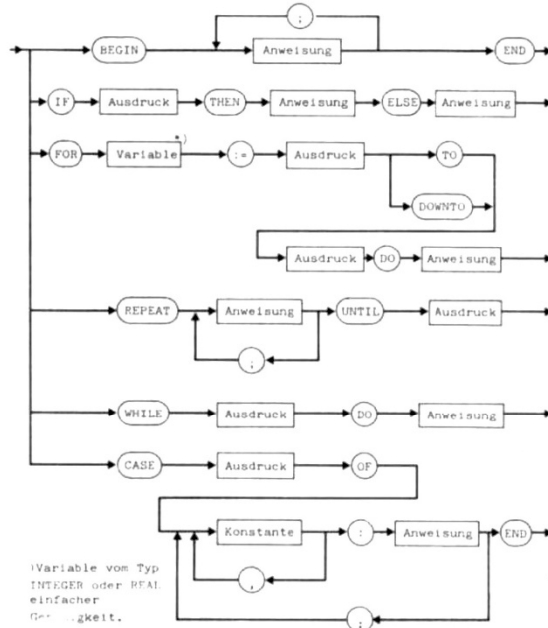 ;
BEGIN Anweisung END
IF Ausdruck THEN Anweisung ELSE Anweisung
*)
FOR Variable := Ausdruck TO
DOWNTO
Ausdruck DO Anweisung
REPEAT Anweisung UNTIL Ausdruck
;
WHILE Ausdruck DO Anweisung
CASE Ausdruck OF
Konstante : Anweisung END
,
;
)Variable vom Typ
INTEGER oder REAL
einfacher